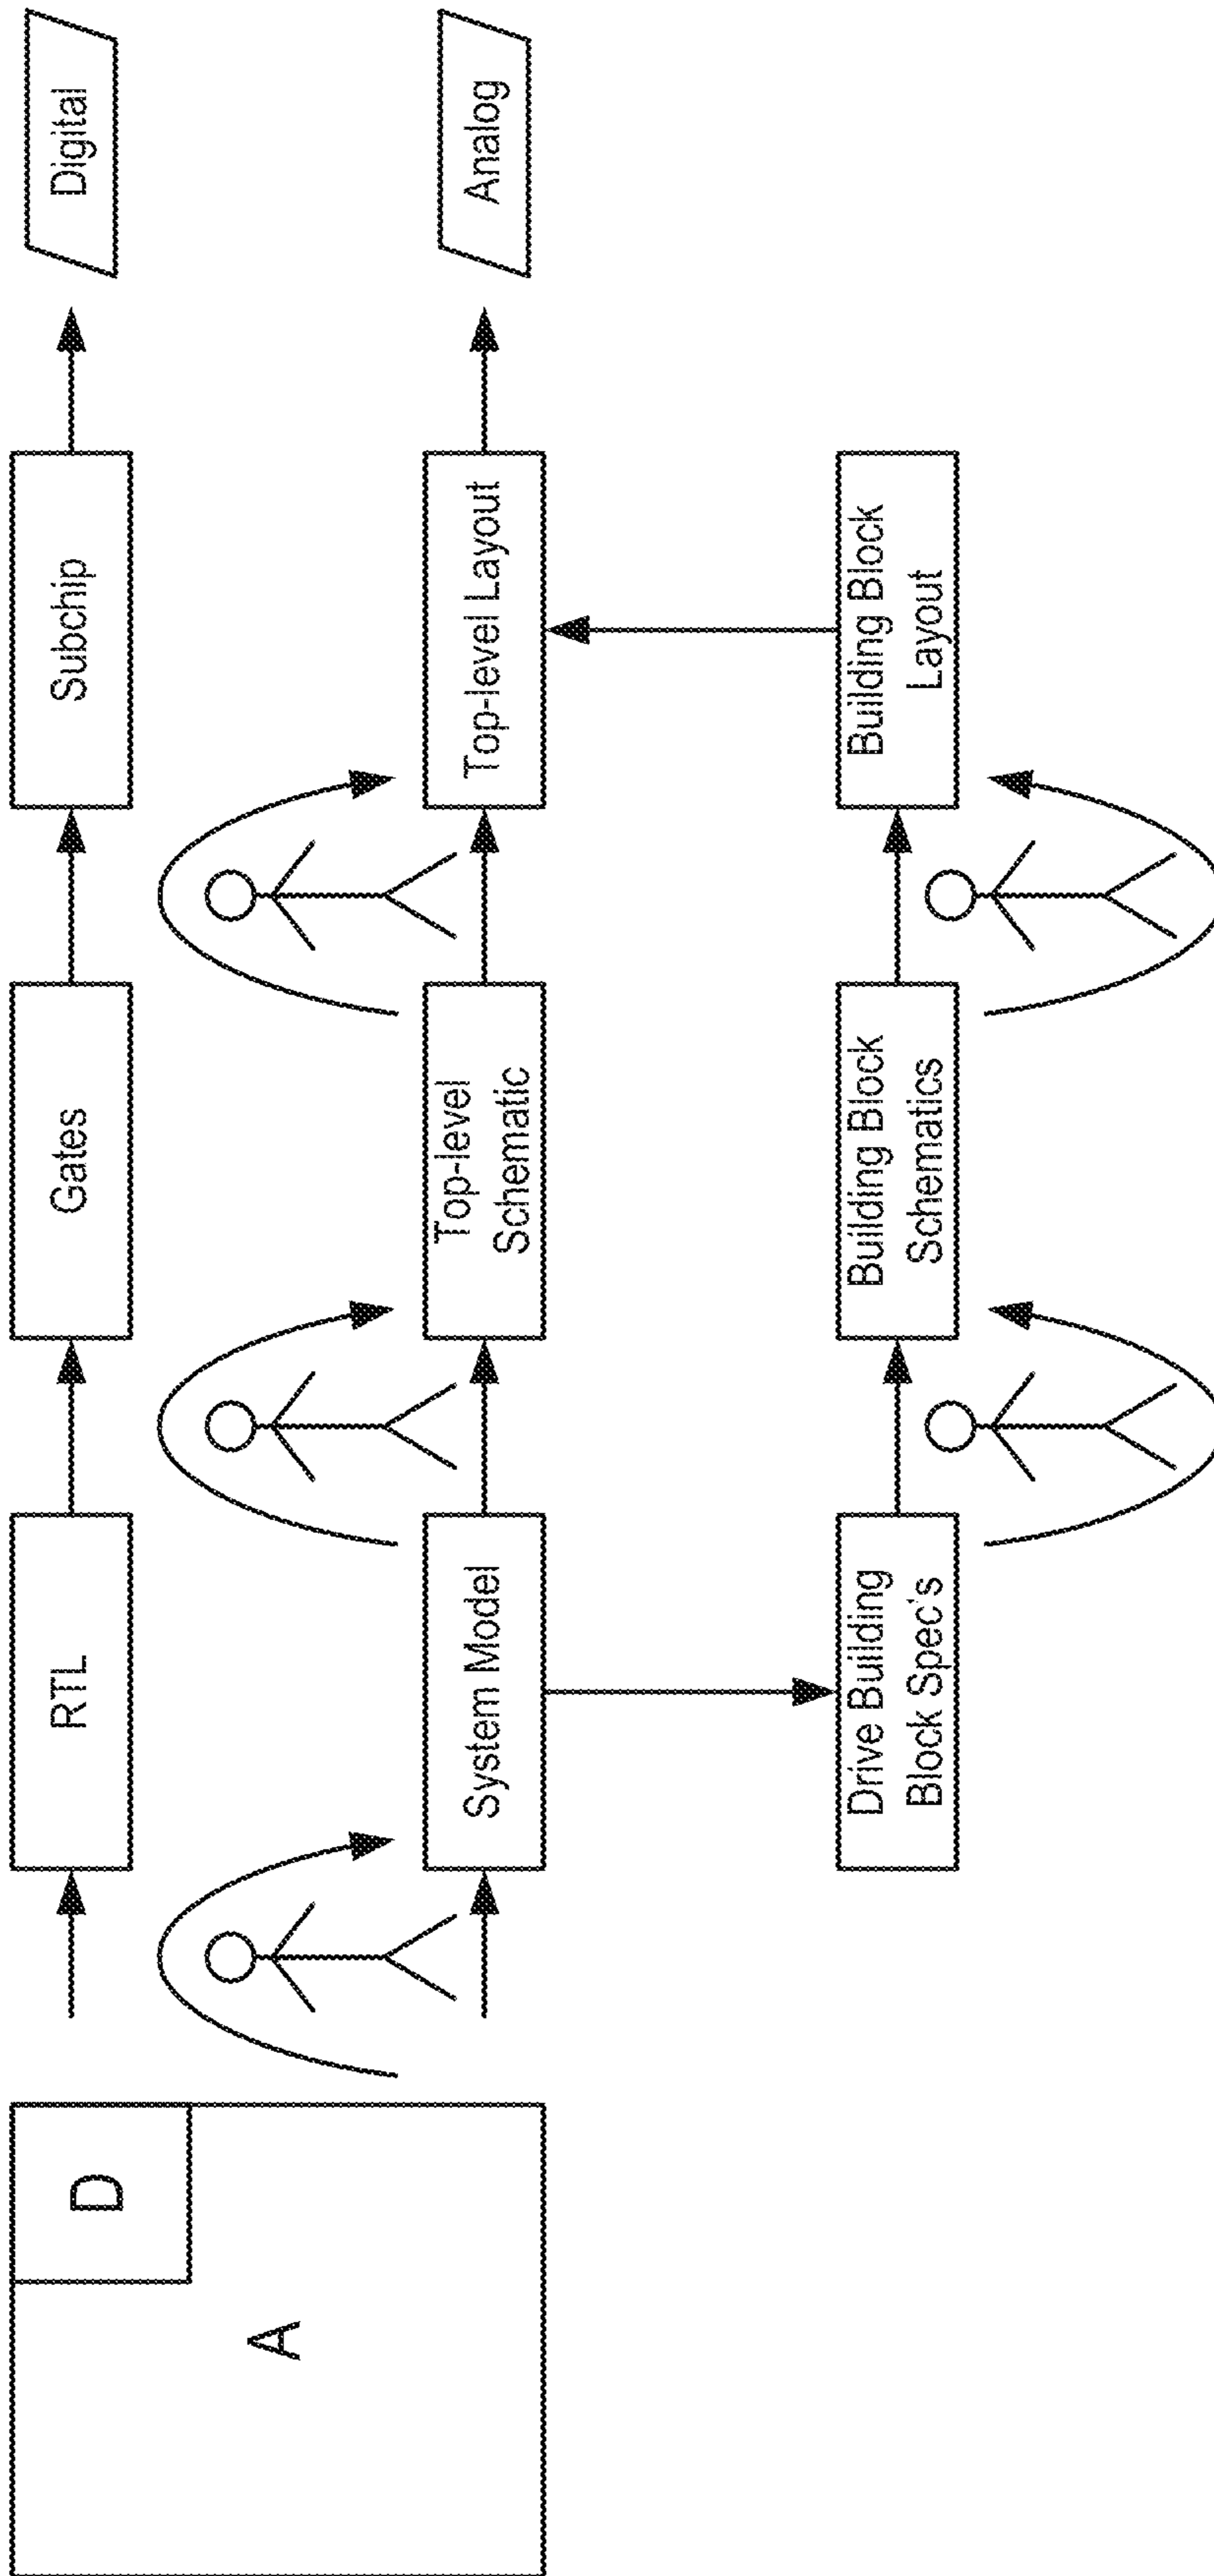 A
D
RTL
Gates
Subchip
Digital
System Model
Top-level
Schematic
Top-level Layout
Analog
Drive Building
Block Spec's
Building Block
Schematics
Building Block
Layout